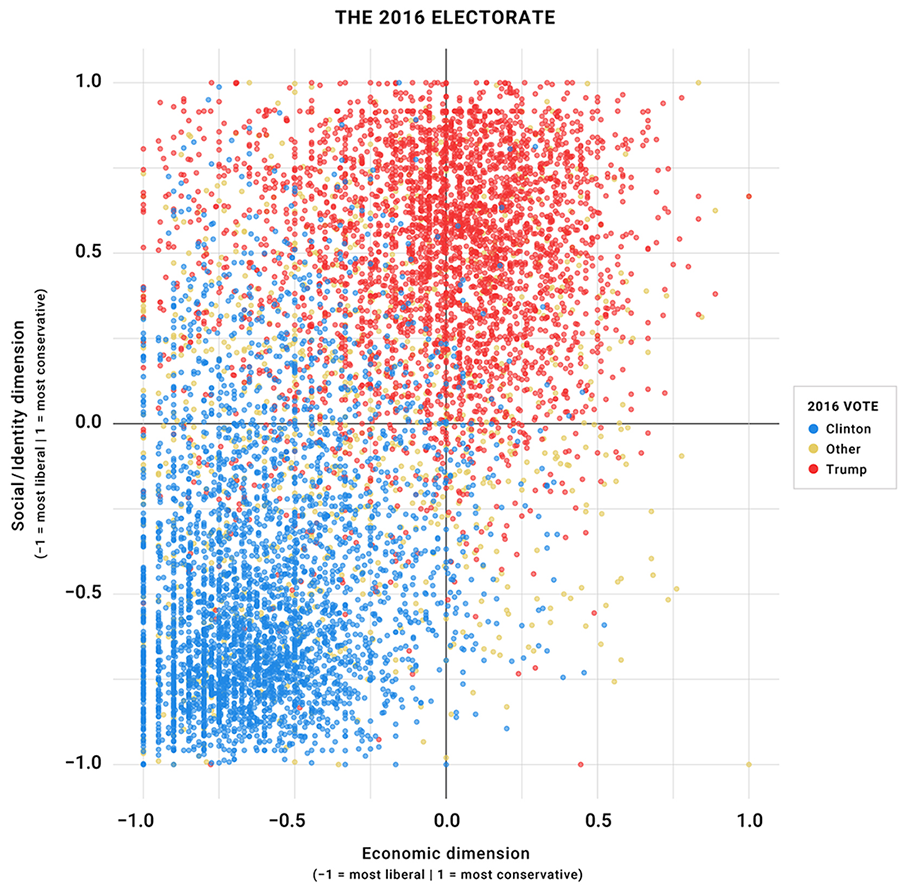 THE 2016 ELECTORATE
1.0
0.5
0.0
−0.5
−1.0
Social / Identity dimension
(−1 = most liberal | 1 = most conservative)
−1.0
−0.5
0.0
0.5
1.0
Economic dimension
(−1 = most liberal | 1 = most conservative)
2016 VOTE
Clinton
Other
Trump